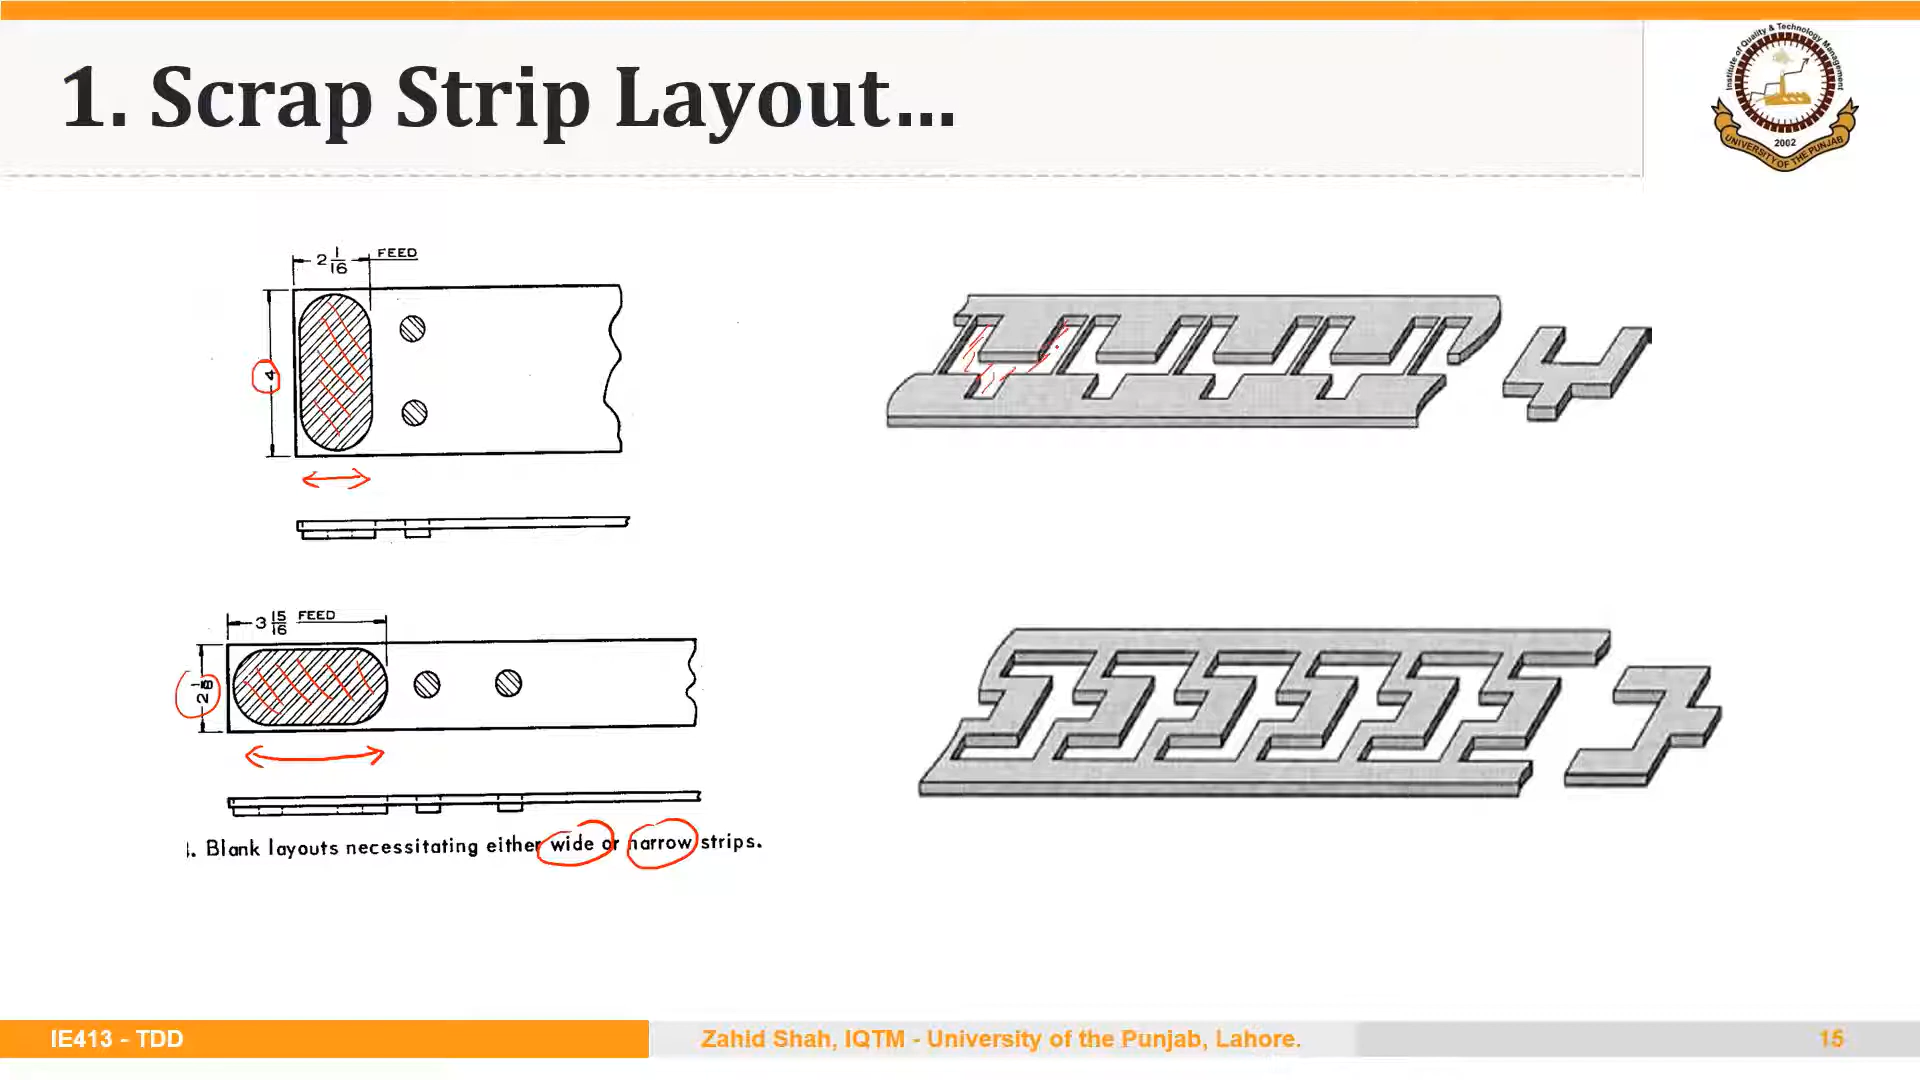 1. Scrap Strip Layout...
Institute of Quality & Technology Management
2002
UNIVERSITY OF THE PUNJAB
2 1/16 FEED
4
3 15/16 FEED
2 1/8
1. Blank layouts necessitating either wide or narrow strips.
IE413 - TDD
Zahid Shah, IQTM - University of the Punjab, Lahore.
15